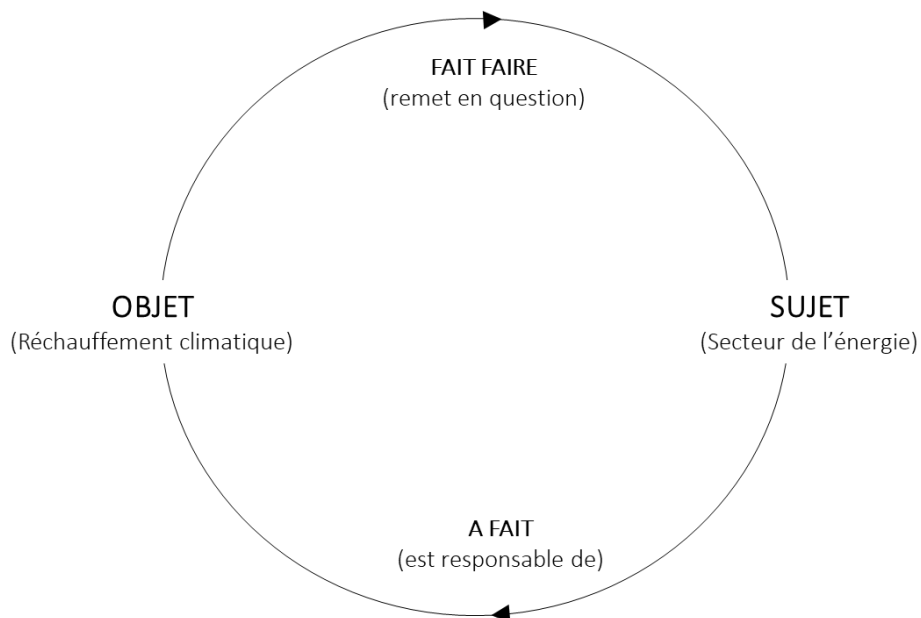 FAIT FAIRE
(remet en question)
OBJET
(Réchauffement climatique)
SUJET
(Secteur de l’énergie)
A FAIT
(est responsable de)